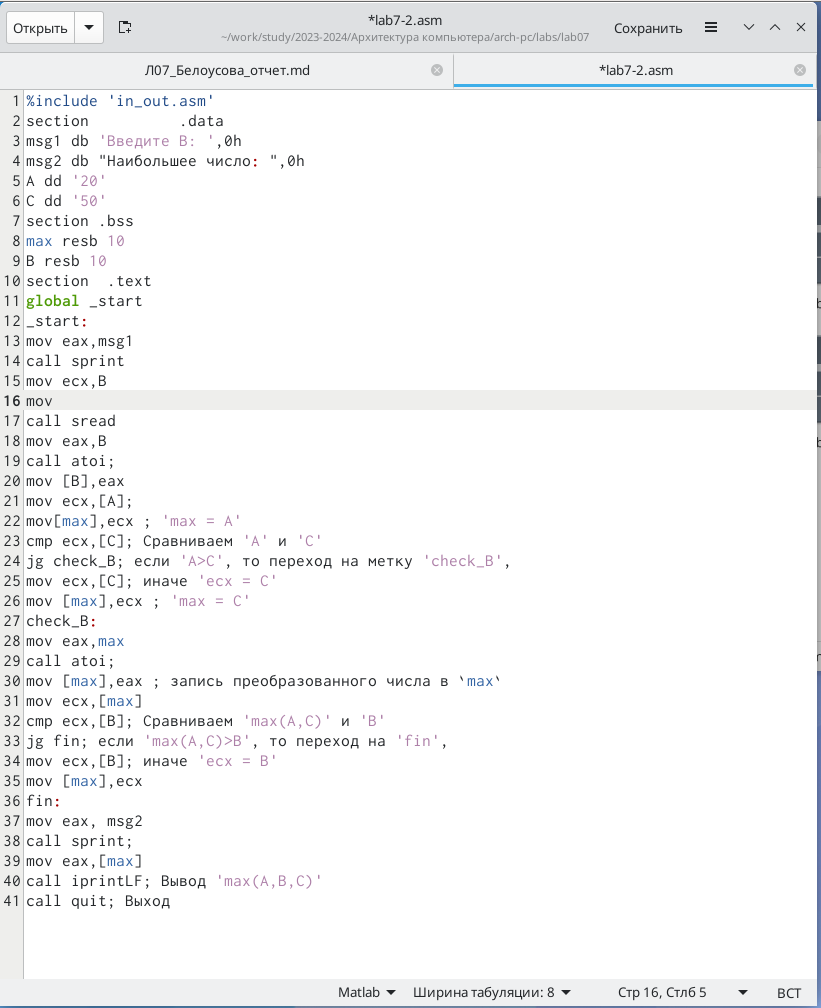 Открыть
*lab7-2.asm
~/work/study/2023-2024/Архитектура компьютера/arch-pc/labs/lab07
Сохранить
Л07_Белоусова_отчет.md
*lab7-2.asm
1 %include 'in_out.asm'
2 section          .data
3 msg1 db 'Введите B: ',0h
4 msg2 db "Наибольшее число: ",0h
5 A dd '20'
6 C dd '50'
7 section .bss
8 max resb 10
9 B resb 10
10 section  .text
11 global _start
12 _start:
13 mov eax,msg1
14 call sprint
15 mov ecx,B
16 mov
17 call sread
18 mov eax,B
19 call atoi;
20 mov [B],eax
21 mov ecx,[A];
22 mov[max],ecx ; 'max = A'
23 cmp ecx,[C]; Сравниваем 'A' и 'C'
24 jg check_B; если 'A>C', то переход на метку 'check_B',
25 mov ecx,[C]; иначе 'ecx = C'
26 mov [max],ecx ; 'max = C'
27 check_B:
28 mov eax,max
29 call atoi;
30 mov [max],eax ; запись преобразованного числа в `max`
31 mov ecx,[max]
32 cmp ecx,[B]; Сравниваем 'max(A,C)' и 'B'
33 jg fin; если 'max(A,C)>B', то переход на 'fin',
34 mov ecx,[B]; иначе 'ecx = B'
35 mov [max],ecx
36 fin:
37 mov eax, msg2
38 call sprint;
39 mov eax,[max]
40 call iprintLF; Вывод 'max(A,B,C)'
41 call quit; Выход
Matlab
Ширина табуляции: 8
Стр 16, Стлб 5
ВСТ